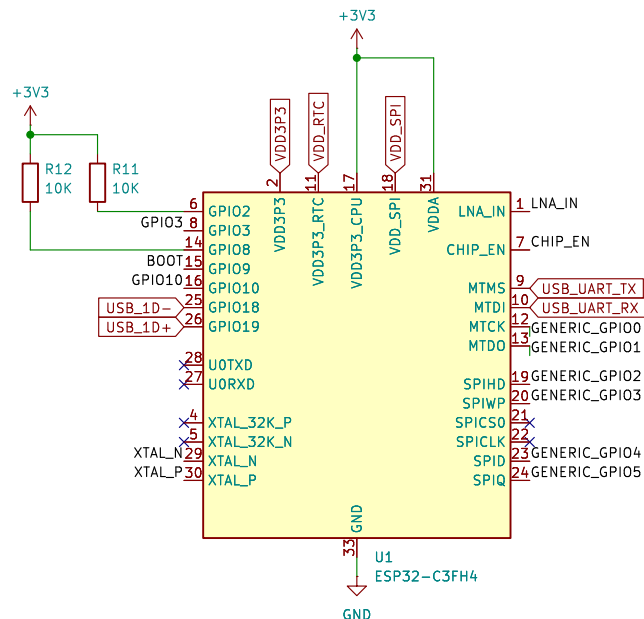 +3V3
+3V3
R12
10K
R11
10K
VDD3P3
VDD_RTC
VDD_SPI
2
11
17
18
31
VDD3P3
VDD3P3_RTC
VDD3P3_CPU
VDD_SPI
VDDA
6 GPIO2
GPIO3 8 GPIO3
14 GPIO8
BOOT 15 GPIO9
GPIO10 16 GPIO10
USB_1D- 25 GPIO18
USB_1D+ 26 GPIO19
28 U0TXD
27 U0RXD
4 XTAL_32K_P
5 XTAL_32K_N
XTAL_N 29 XTAL_N
XTAL_P 30 XTAL_P
LNA_IN 1 LNA_IN
CHIP_EN 7 CHIP_EN
MTMS 9 USB_UART_TX
MTDI 10 USB_UART_RX
MTCK 12 GENERIC_GPIO0
MTDO 13 GENERIC_GPIO1
SPIHD 19 GENERIC_GPIO2
SPIWP 20 GENERIC_GPIO3
SPICS0 21
SPICLK 22
SPID 23 GENERIC_GPIO4
SPIQ 24 GENERIC_GPIO5
GND
33
U1
ESP32-C3FH4
GND